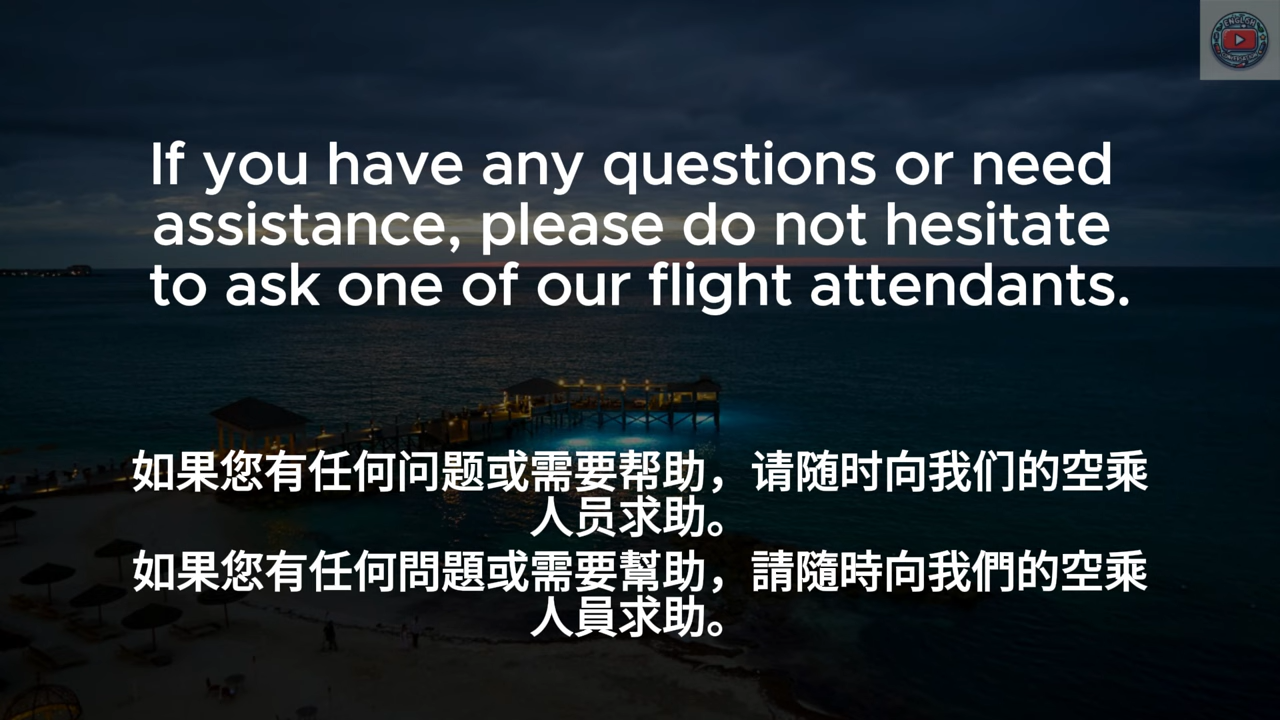 If you have any questions or need
assistance, please do not hesitate
to ask one of our flight attendants.
如果您有任何问题或需要帮助，请随时向我们的空乘
人员求助。
如果您有任何問題或需要幫助，請隨時向我們的空乘
人員求助。